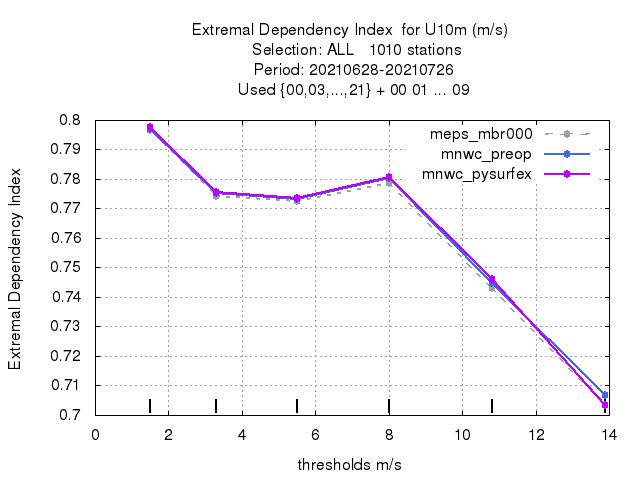 Extremal Dependency Index  for U10m (m/s)
Selection: ALL   1010 stations
Period: 20210628-20210726
Used {00,03,...,21} + 00 01 ... 09
meps_mbr000
mnwc_preop
mnwc_pysurfex
Extremal Dependency Index
0.8
0.79
0.78
0.77
0.76
0.75
0.74
0.73
0.72
0.71
0.7
0 2 4 6 8 10 12 14
thresholds m/s